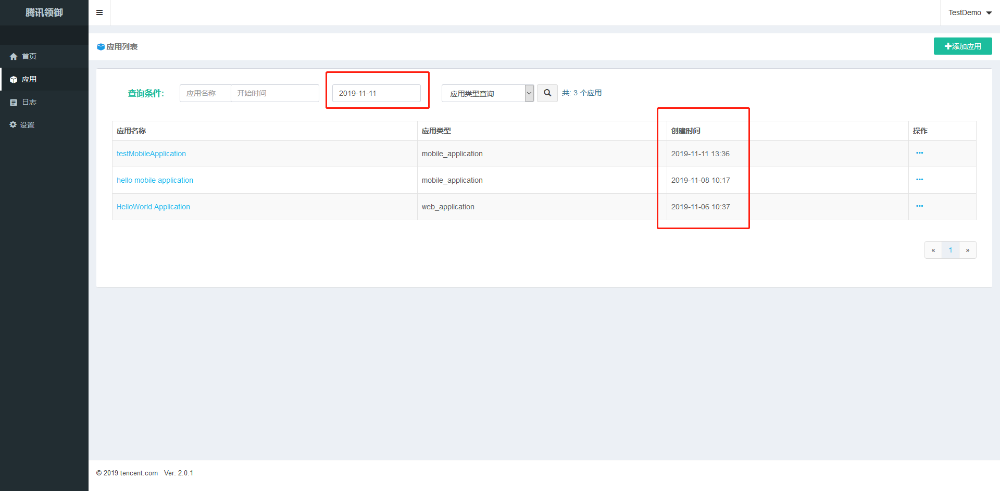 腾讯领御
TestDemo
首页
应用
日志
设置
应用列表
添加应用
查询条件:
应用名称
开始时间
2019-11-11
应用类型查询
共: 3 个应用
应用名称 应用类型 创建时间 操作
testMobileApplication mobile_application 2019-11-11 13:36
hello mobile application mobile_application 2019-11-08 10:17
HelloWorld Application web_application 2019-11-06 10:37
« 1 »
© 2019 tencent.com Ver: 2.0.1